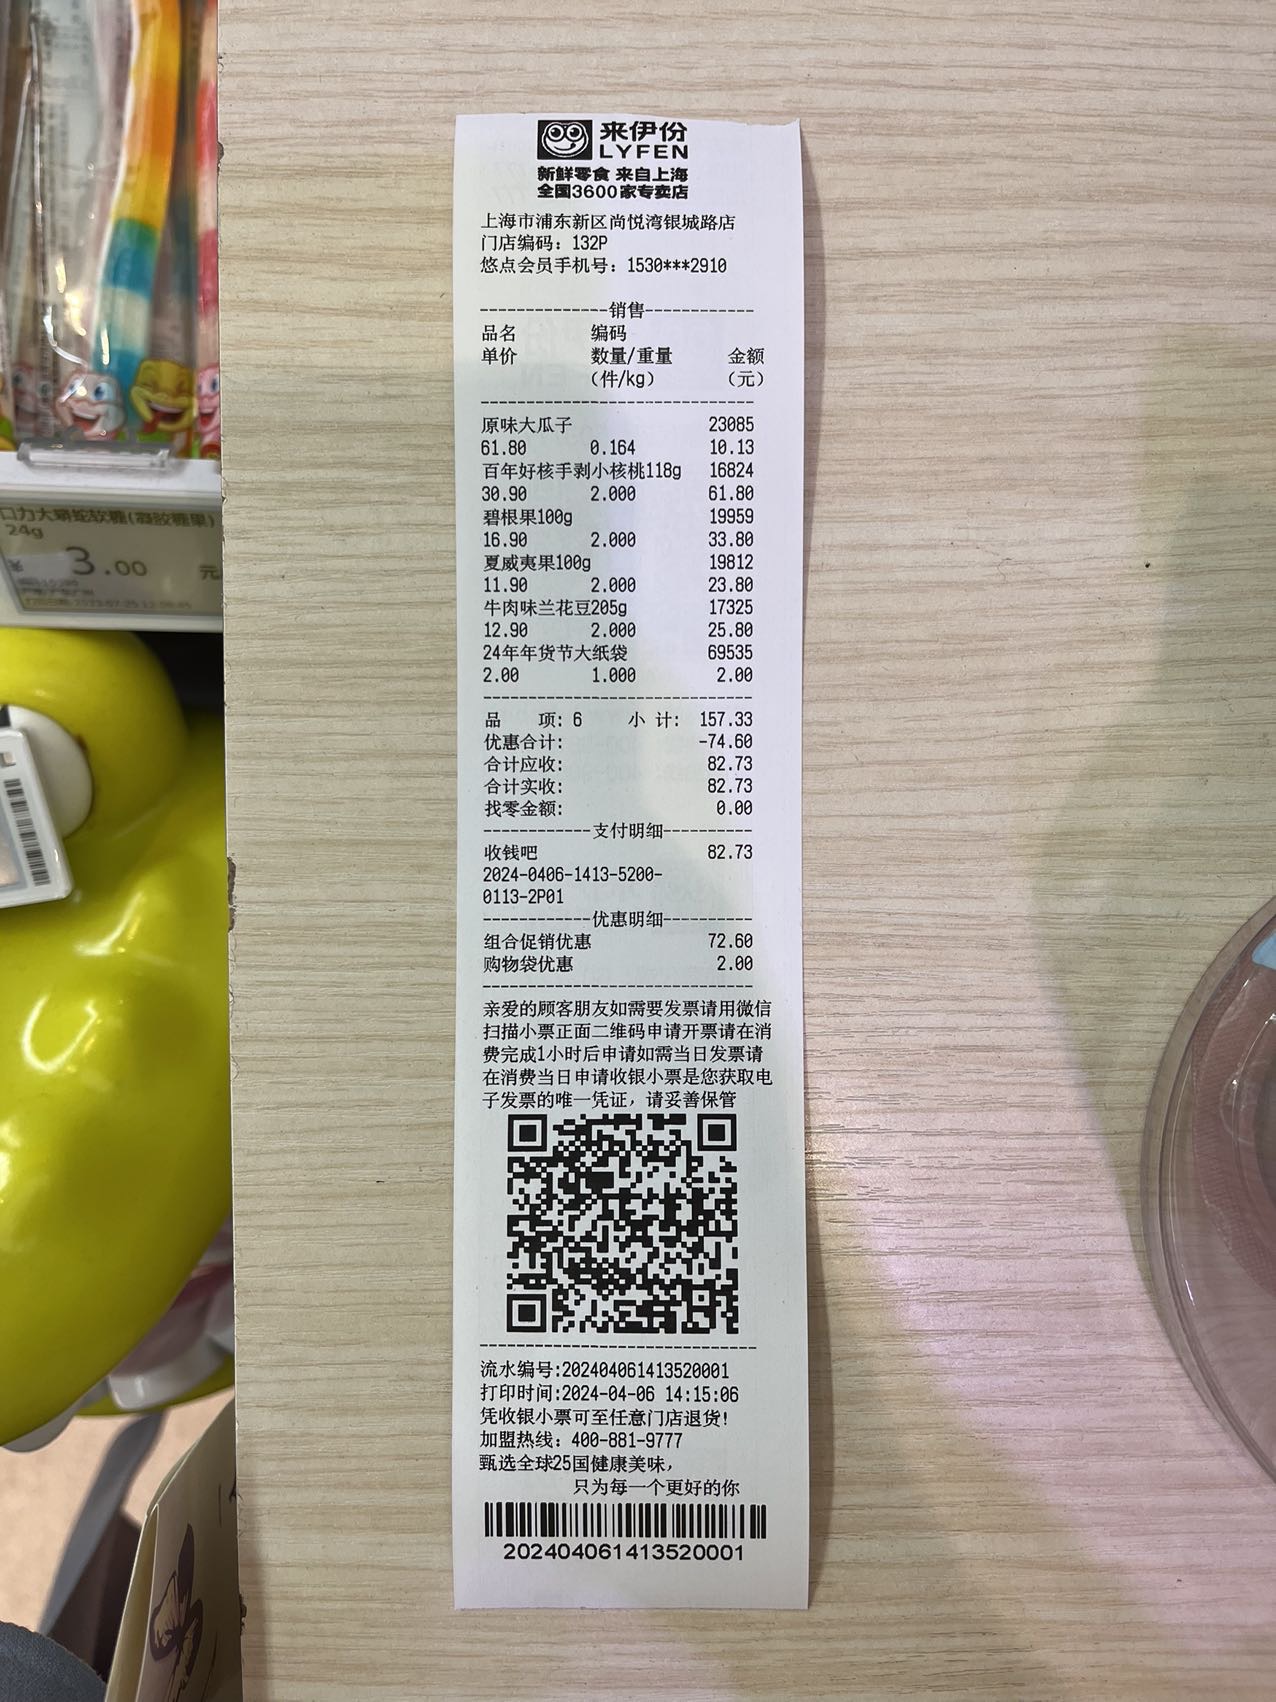 来伊份
LYFEN
新鲜零食 来自上海
全国3600家专卖店
上海市浦东新区尚悦湾银城路店
门店编码：132P
悠点会员手机号：1530***2910
--------------销售------------
品名 编码
单价 数量/重量 金额
（件/kg） （元）
------------------------------
原味大瓜子 23085
61.80 0.164 10.13
百年好核手剥小核桃118g 16824
30.90 2.000 61.80
碧根果100g 19959
16.90 2.000 33.80
夏威夷果100g 19812
11.90 2.000 23.80
牛肉味兰花豆205g 17325
12.90 2.000 25.80
24年年货节大纸袋 69535
2.00 1.000 2.00
------------------------------
品 项: 6 小 计: 157.33
优惠合计: -74.60
合计应收: 82.73
合计实收: 82.73
找零金额: 0.00
------------支付明细----------
收钱吧 82.73
2024-0406-1413-5200-
0113-2P01
------------优惠明细----------
组合促销优惠 72.60
购物袋优惠 2.00
------------------------------
亲爱的顾客朋友如需要发票请用微信
扫描小票正面二维码申请开票请在消
费完成1小时后申请如需当日发票请
在消费当日申请收银小票是您获取电
子发票的唯一凭证，请妥善保管
------------------------------
流水编号:202404061413520001
打印时间:2024-04-06 14:15:06
凭收银小票可至任意门店退货!
加盟热线：400-881-9777
甄选全球25国健康美味，
只为每一个更好的你
202404061413520001
24g
3.00 元